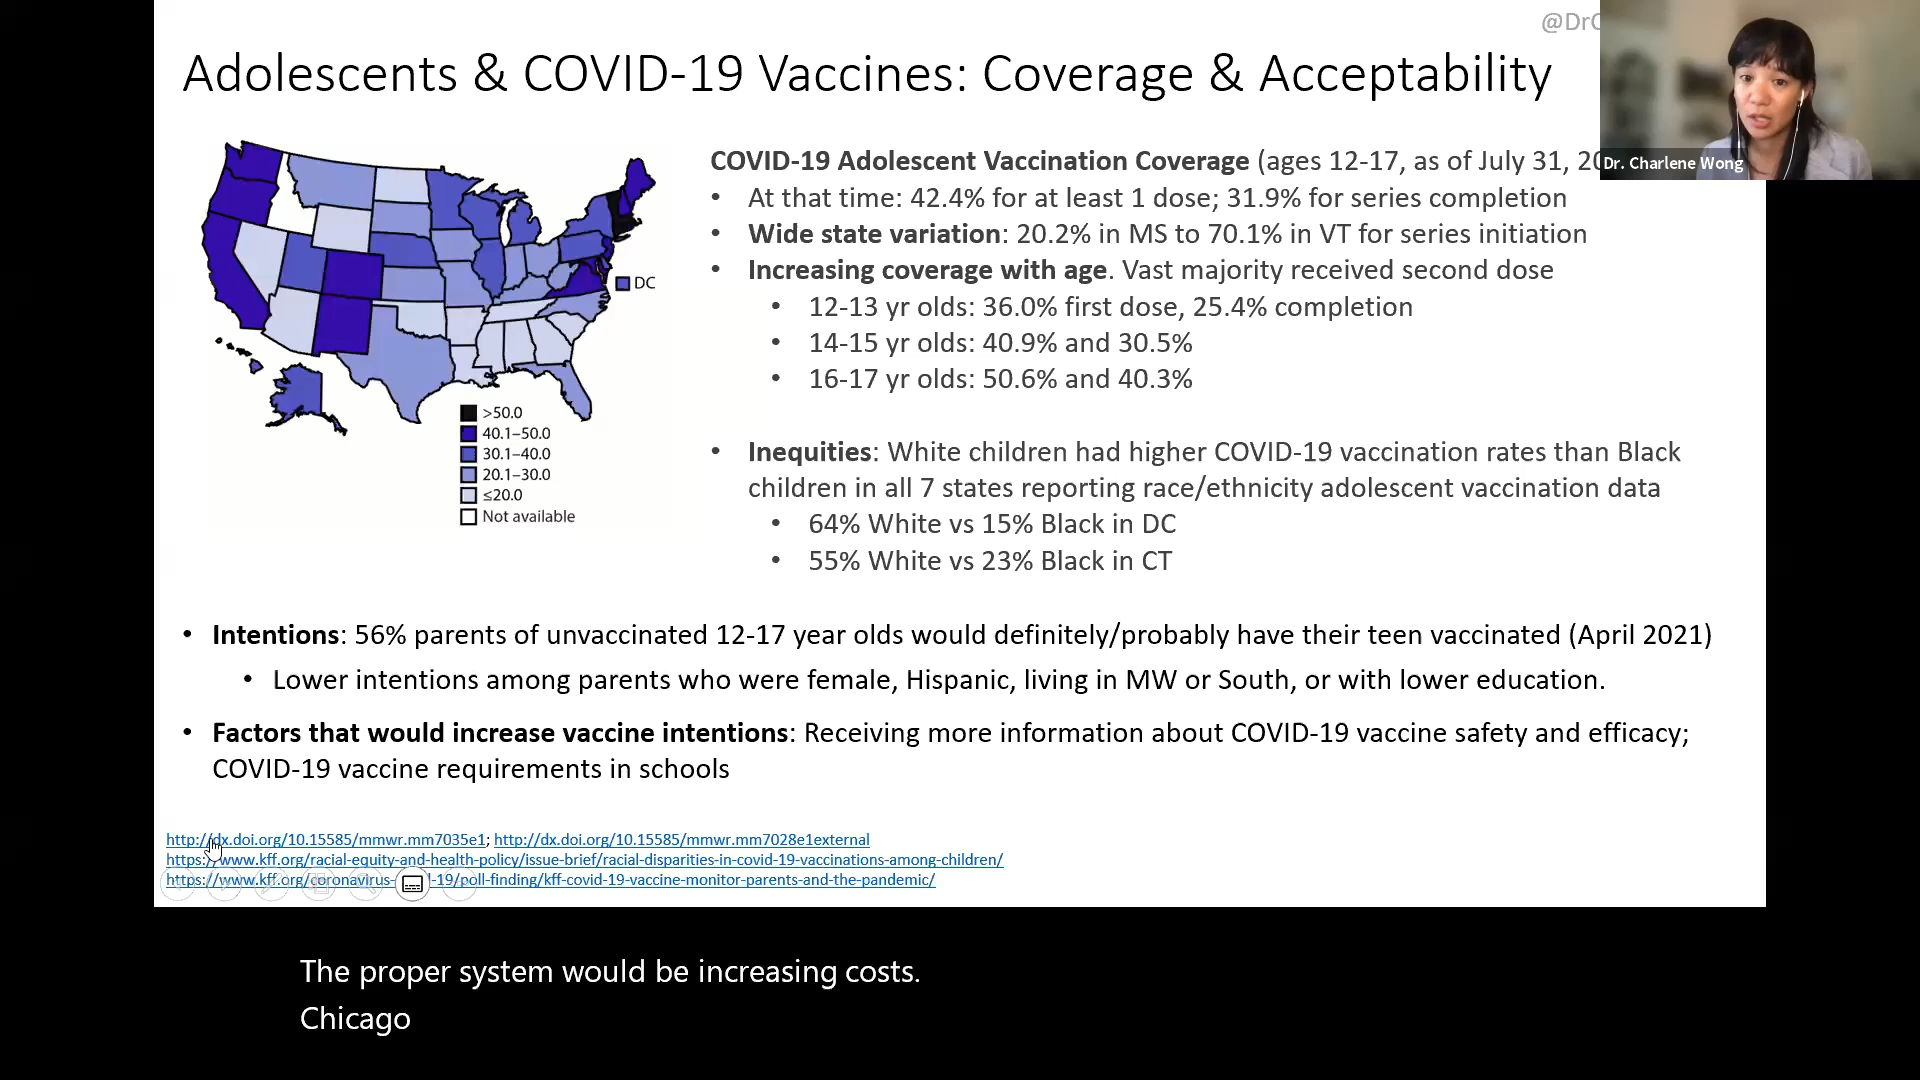 @DrC
Adolescents & COVID-19 Vaccines: Coverage & Acceptability
Dr. Charlene Wong
DC
>50.0
40.1–50.0
30.1–40.0
20.1–30.0
≤20.0
Not available
COVID-19 Adolescent Vaccination Coverage (ages 12-17, as of July 31, 20
• At that time: 42.4% for at least 1 dose; 31.9% for series completion
• Wide state variation: 20.2% in MS to 70.1% in VT for series initiation
• Increasing coverage with age. Vast majority received second dose
• 12-13 yr olds: 36.0% first dose, 25.4% completion
• 14-15 yr olds: 40.9% and 30.5%
• 16-17 yr olds: 50.6% and 40.3%
• Inequities: White children had higher COVID-19 vaccination rates than Black
children in all 7 states reporting race/ethnicity adolescent vaccination data
• 64% White vs 15% Black in DC
• 55% White vs 23% Black in CT
• Intentions: 56% parents of unvaccinated 12-17 year olds would definitely/probably have their teen vaccinated (April 2021)
• Lower intentions among parents who were female, Hispanic, living in MW or South, or with lower education.
• Factors that would increase vaccine intentions: Receiving more information about COVID-19 vaccine safety and efficacy;
COVID-19 vaccine requirements in schools
http://dx.doi.org/10.15585/mmwr.mm7035e1; http://dx.doi.org/10.15585/mmwr.mm7028e1external
https://www.kff.org/racial-equity-and-health-policy/issue-brief/racial-disparities-in-covid-19-vaccinations-among-children/
https://www.kff.org/coronavirus- d-19/poll-finding/kff-covid-19-vaccine-monitor-parents-and-the-pandemic/
The proper system would be increasing costs.
Chicago